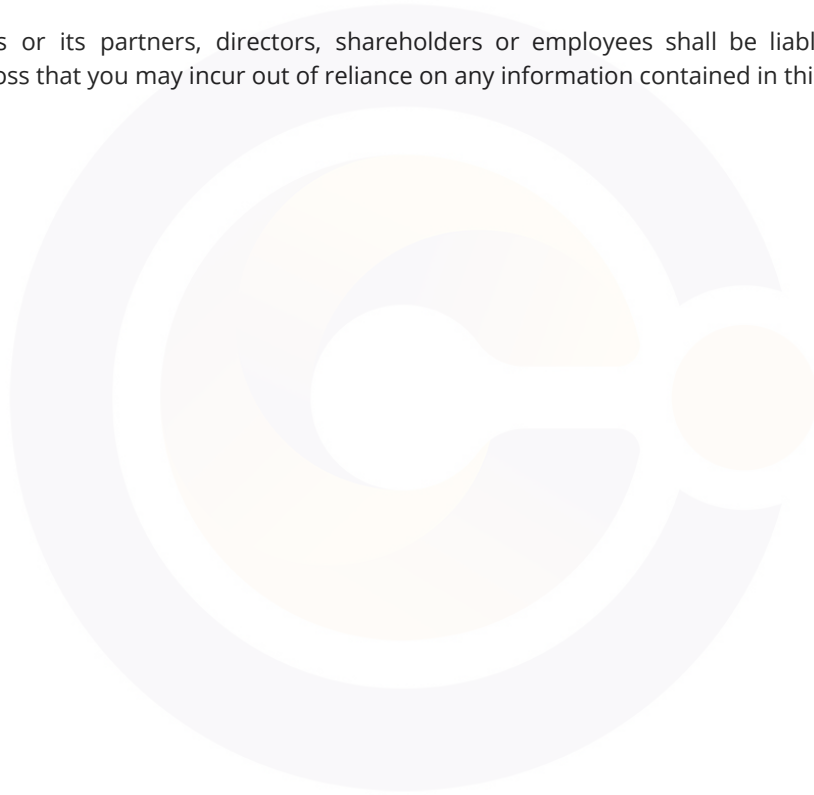 s or its partners, directors, shareholders or employees shall be liabl
oss that you may incur out of reliance on any information contained in thi